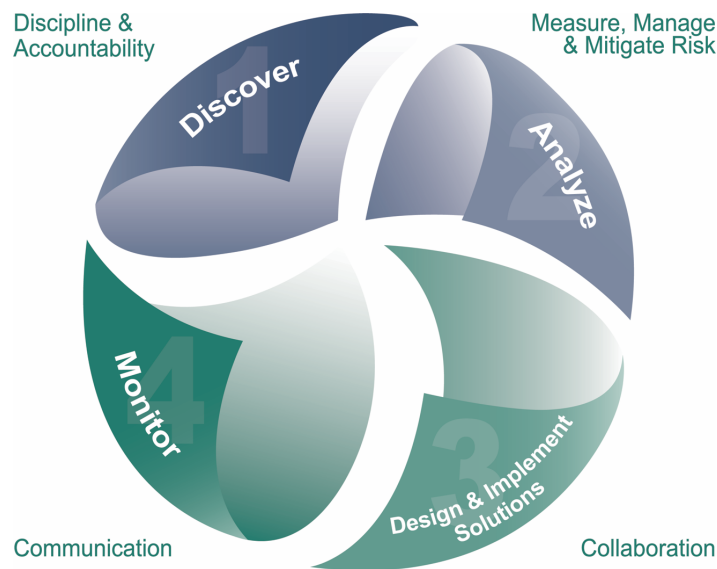 Discipline &
Accountability
Measure, Manage
& Mitigate Risk
1
Discover
2
Analyze
3
Design & Implement
Solutions
4
Monitor
Communication
Collaboration